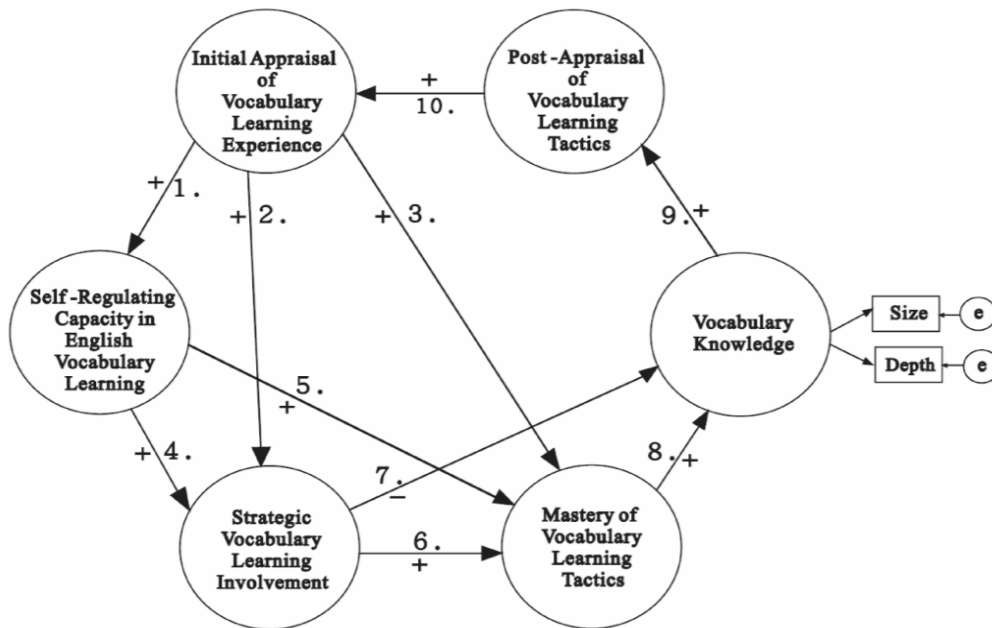 Initial Appraisal
of
Vocabulary
Learning
Experience
+
10.
Post -Appraisal
of
Vocabulary
Learning
Tactics
+ 1.
+ 2.
+ 3.
9. +
Self -Regulating
Capacity in
English
Vocabulary
Learning
Vocabulary
Knowledge
Size
e
Depth
e
5.
+
+ 4.
7.
–
8. +
Strategic
Vocabulary
Learning
Involvement
6.
+
Mastery of
Vocabulary
Learning
Tactics